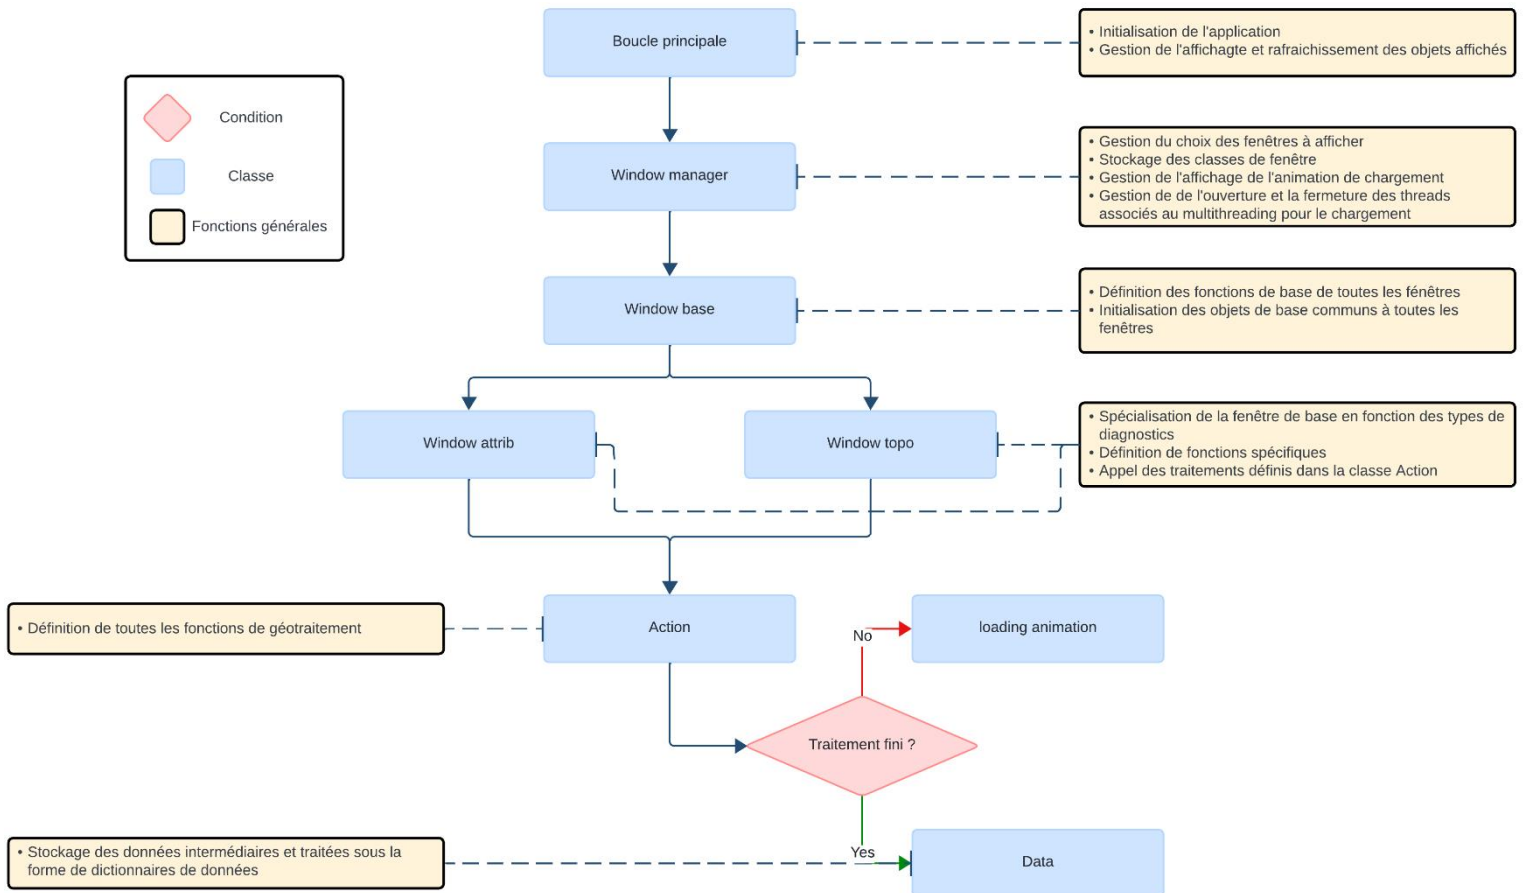 Boucle principale
• Initialisation de l'application
• Gestion de l'affichagte et rafraichissement des objets affichés
Condition
Classe
Fonctions générales
Window manager
• Gestion du choix des fenêtres à afficher
• Stockage des classes de fenêtre
• Gestion de l'affichage de l'animation de chargement
• Gestion de de l'ouverture et la fermeture des threads
associés au multithreading pour le chargement
Window base
• Définition des fonctions de base de toutes les fénêtres
• Initialisation des objets de base communs à toutes les
fenêtres
Window attrib
Window topo
• Spécialisation de la fenêtre de base en fonction des types de
diagnostics
• Définition de fonctions spécifiques
• Appel des traitements définis dans la classe Action
• Définition de toutes les fonctions de géotraitement
Action
No
loading animation
Traitement fini ?
Yes
• Stockage des données intermédiaires et traitées sous la
forme de dictionnaires de données
Data